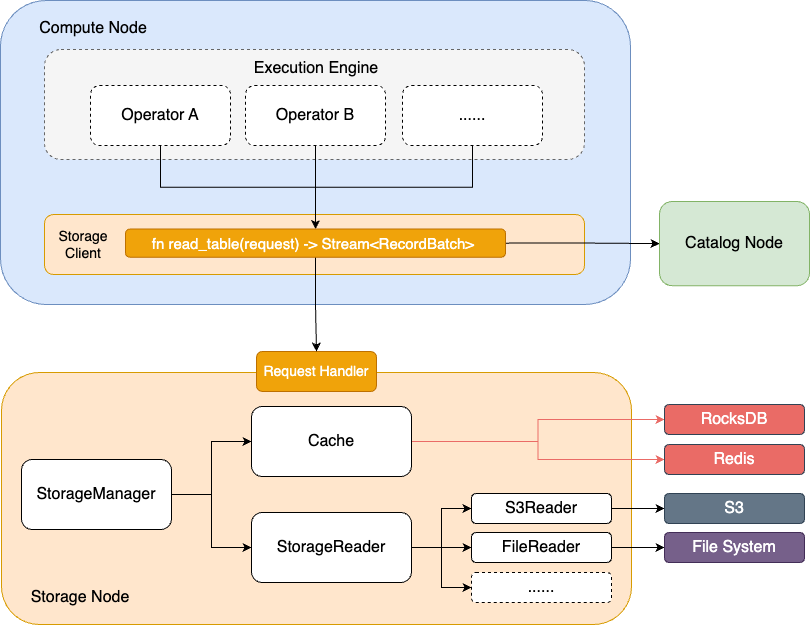 Compute Node
Execution Engine
Operator A
Operator B
......
Storage
Client
fn read_table(request) -> Stream<RecordBatch>
Catalog Node
Request Handler
Cache
RocksDB
Redis
StorageManager
S3Reader
S3
StorageReader
FileReader
File System
......
Storage Node